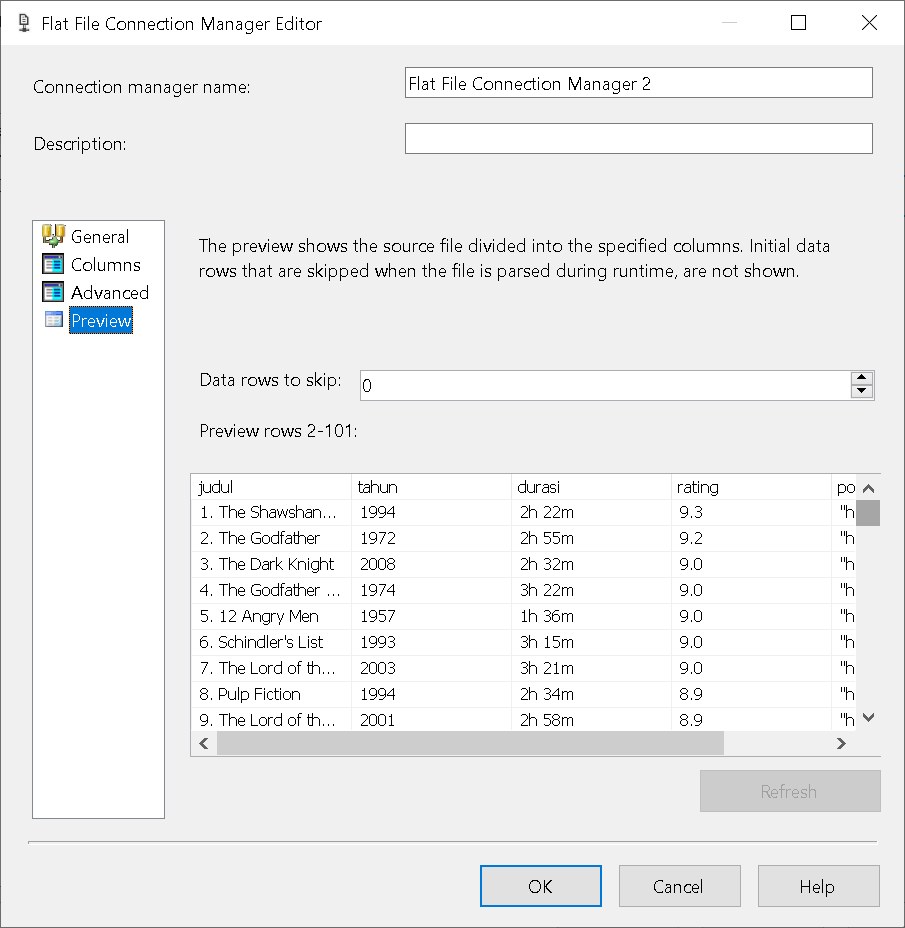 Flat File Connection Manager Editor
Connection manager name:
Flat File Connection Manager 2
Description:
General
Columns
Advanced
Preview
The preview shows the source file divided into the specified columns. Initial data
rows that are skipped when the file is parsed during runtime, are not shown.
Data rows to skip:
0
Preview rows 2-101:
judul tahun durasi rating po
1. The Shawshan... 1994 2h 22m 9.3 "h
2. The Godfather 1972 2h 55m 9.2 "h
3. The Dark Knight 2008 2h 32m 9.0 "h
4. The Godfather ... 1974 3h 22m 9.0 "h
5. 12 Angry Men 1957 1h 36m 9.0 "h
6. Schindler's List 1993 3h 15m 9.0 "h
7. The Lord of th... 2003 3h 21m 9.0 "h
8. Pulp Fiction 1994 2h 34m 8.9 "h
9. The Lord of th... 2001 2h 58m 8.9 "h
Refresh
OK Cancel Help